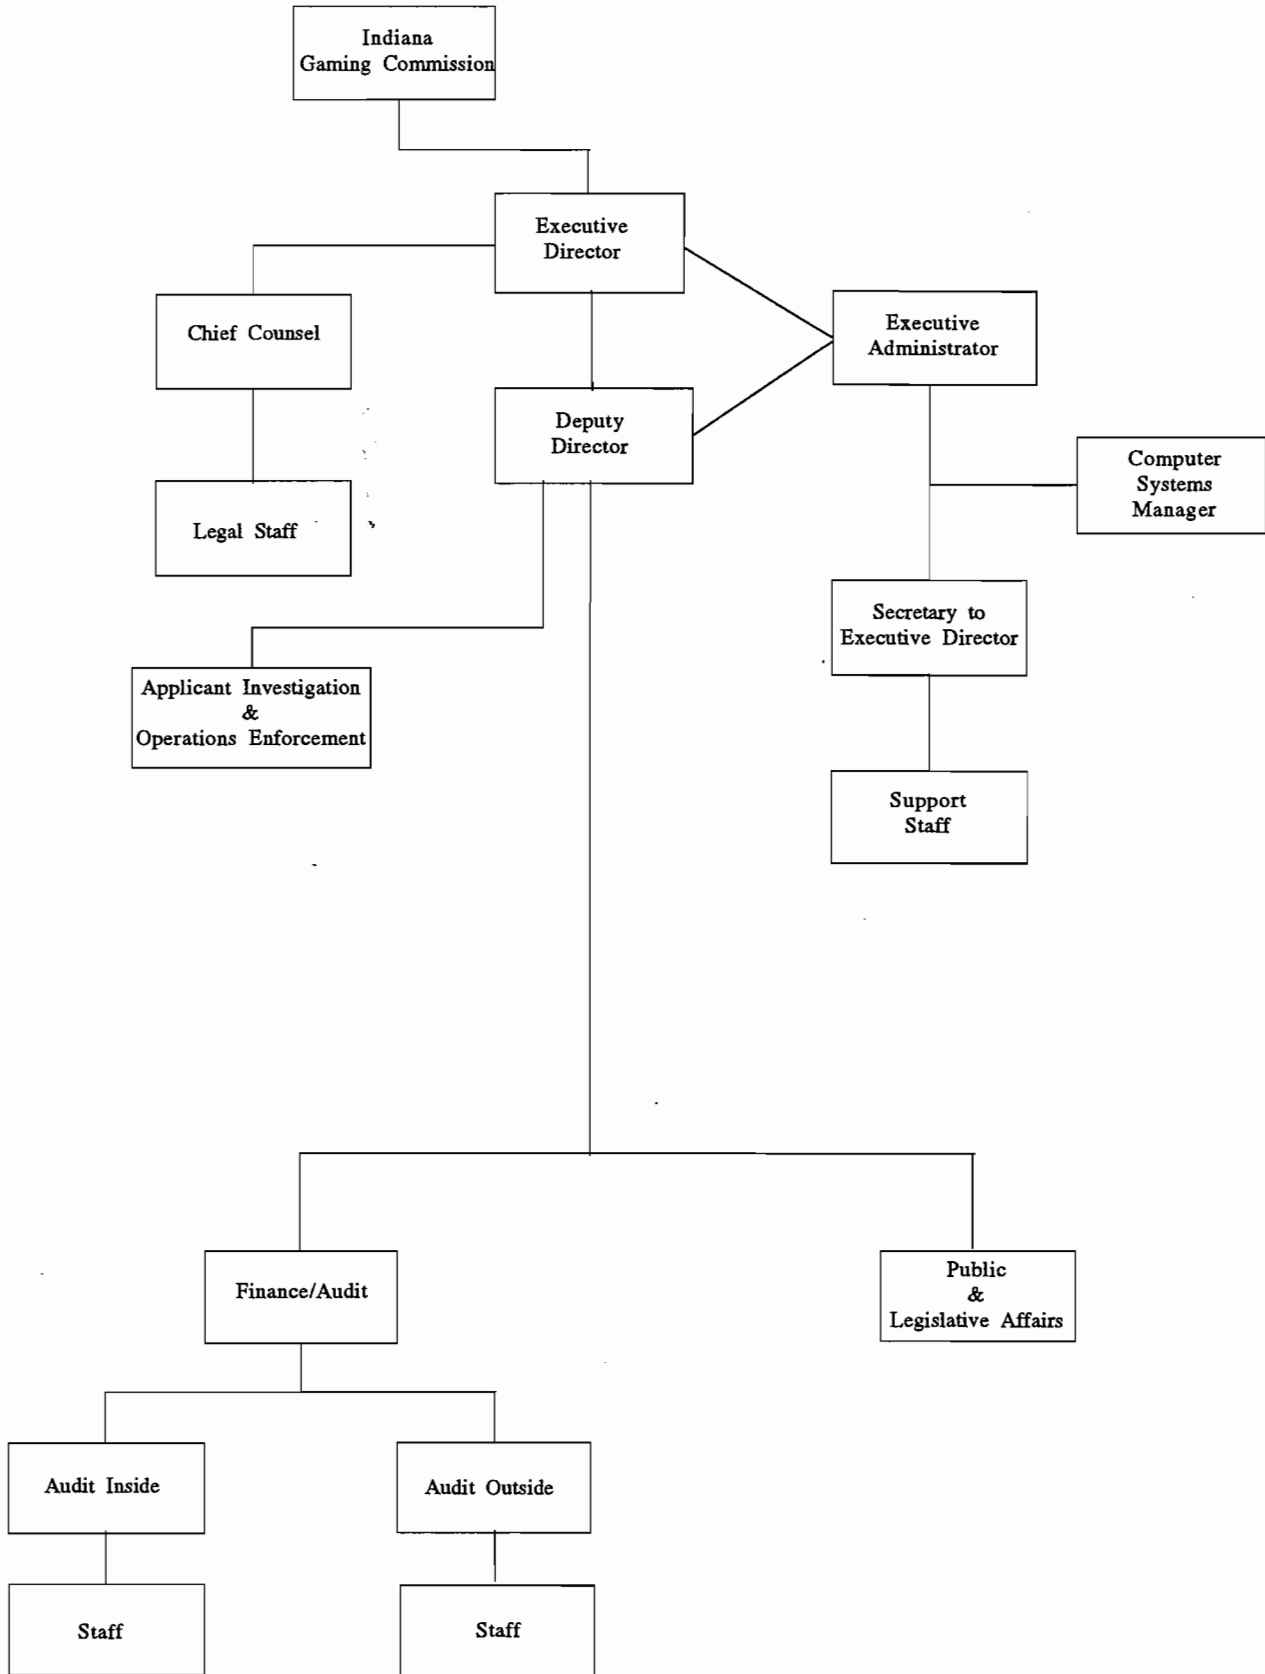 Indiana
Gaming Commission
Executive
Director
Chief Counsel
Executive
Administrator
Deputy
Director
Computer
Systems
Manager
Legal Staff
Secretary to
Executive Director
Applicant Investigation
&
Operations Enforcement
Support
Staff
Finance/Audit
Public
&
Legislative Affairs
Audit Inside
Audit Outside
Staff
Staff